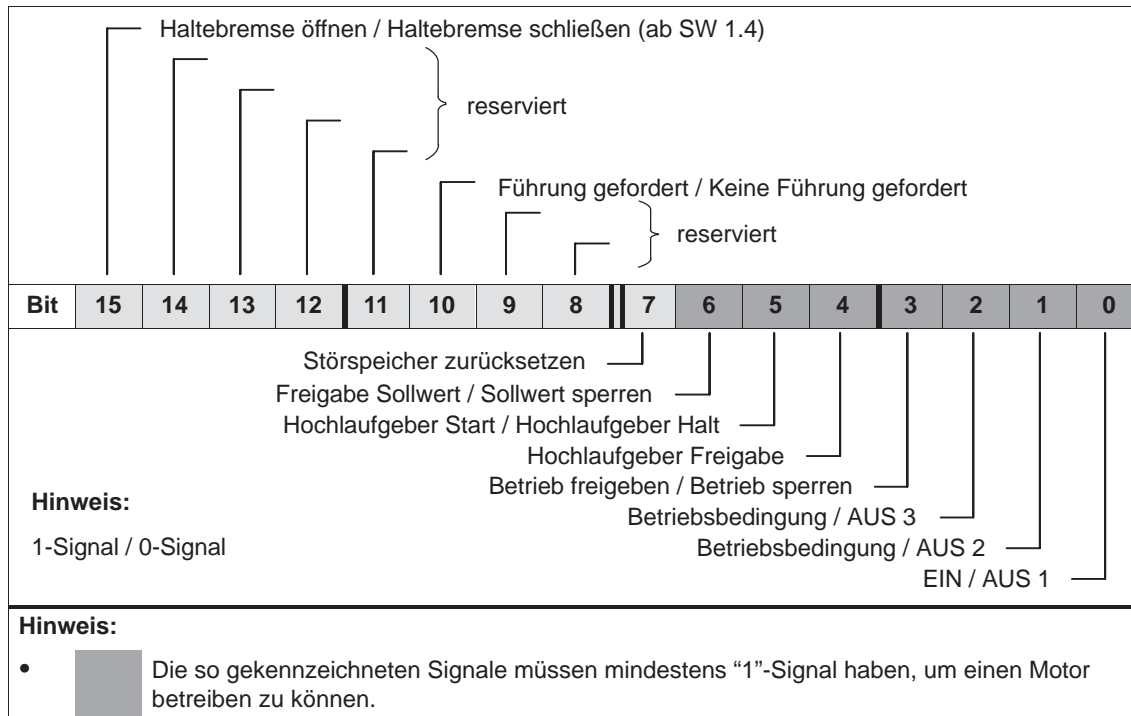 Haltebremse öffnen / Haltebremse schließen (ab SW 1.4)
reserviert
Führung gefordert / Keine Führung gefordert
reserviert
Bit 15 14 13 12 11 10 9 8 7 6 5 4 3 2 1 0
Störspeicher zurücksetzen
Freigabe Sollwert / Sollwert sperren
Hochlaufgeber Start / Hochlaufgeber Halt
Hochlaufgeber Freigabe
Betrieb freigeben / Betrieb sperren
Hinweis:
Betriebsbedingung / AUS 3
1-Signal / 0-Signal
Betriebsbedingung / AUS 2
EIN / AUS 1
Hinweis:
• Die so gekennzeichneten Signale müssen mindestens “1”-Signal haben, um einen Motor
betreiben zu können.